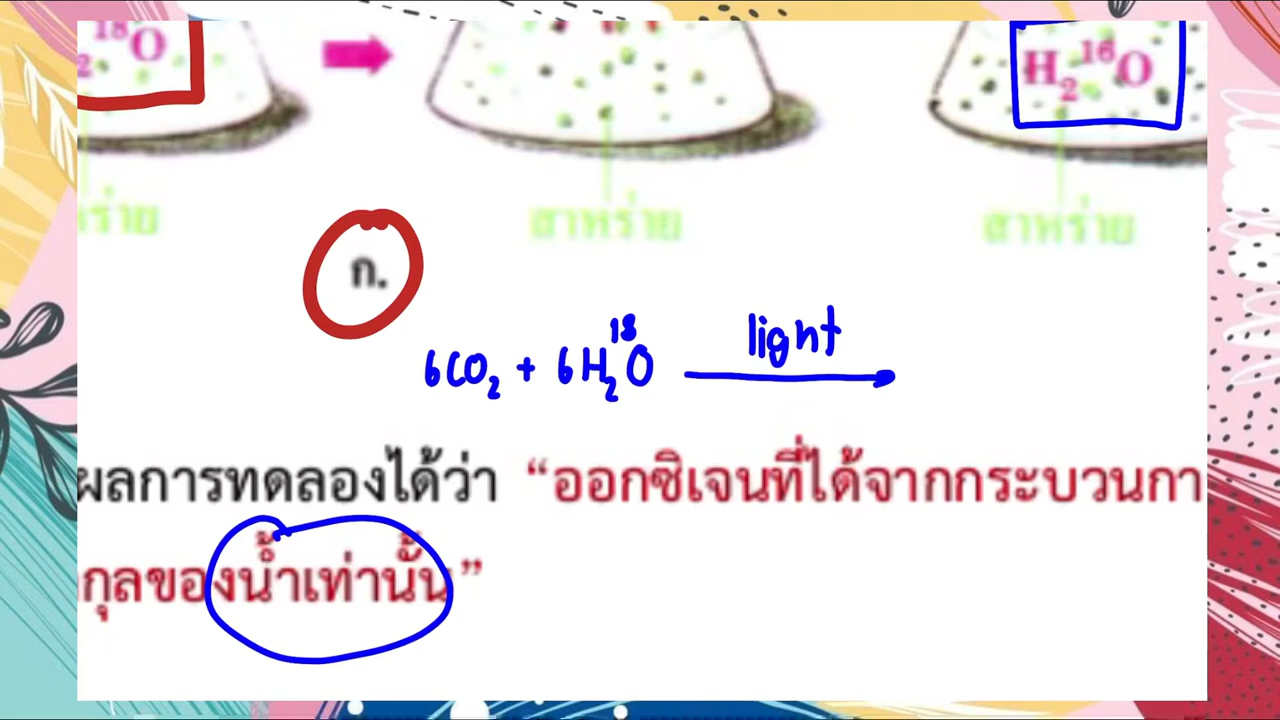 ₂¹⁸O
H₂¹⁶O
สาหร่าย
สาหร่าย
ก.
6CO₂ + 6H₂¹⁸O light
ผลการทดลองได้ว่า “ออกซิเจนที่ได้จากกระบวนกา
กุลของน้ำเท่านั้น”